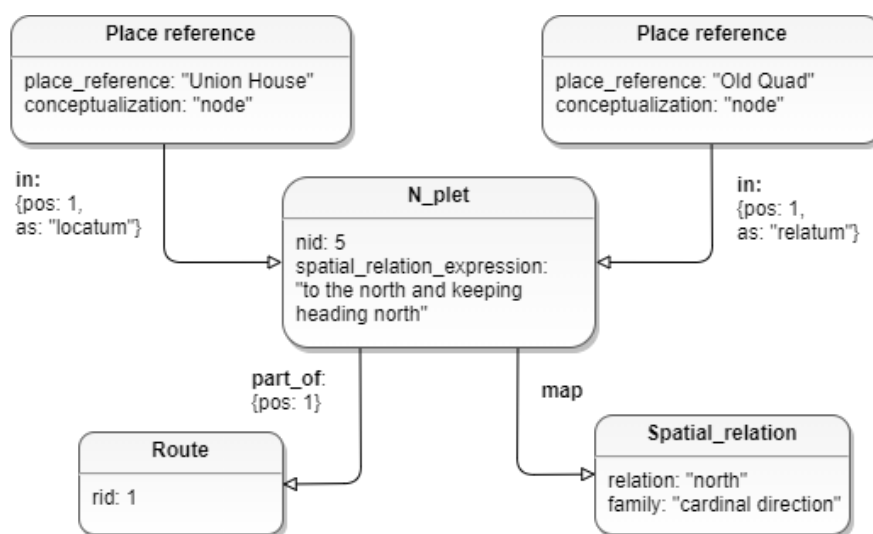 Place reference
place_reference: "Union House"
conceptualization: "node"
Place reference
place_reference: "Old Quad"
conceptualization: "node"
in:
{pos: 1,
as: "locatum"}
N_plet
nid: 5
spatial_relation_expression:
"to the north and keeping
heading north"
in:
{pos: 1,
as: "relatum"}
part_of:
{pos: 1}
map
Route
rid: 1
Spatial_relation
relation: "north"
family: "cardinal direction"